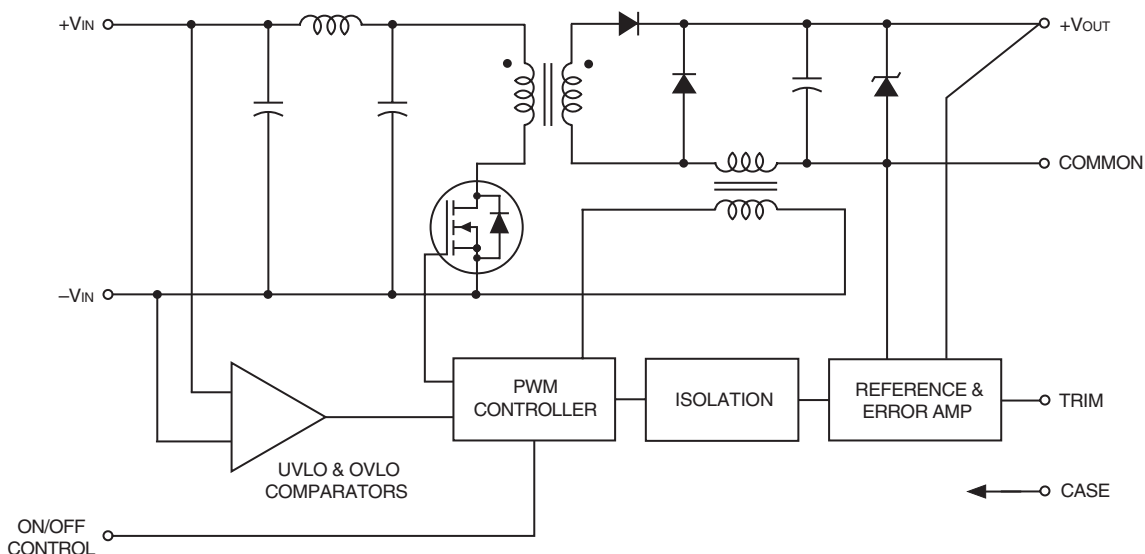 +VIN
+VOUT
COMMON
–VIN
PWM
CONTROLLER
ISOLATION
REFERENCE &
ERROR AMP
TRIM
UVLO & OVLO
COMPARATORS
CASE
ON/OFF
CONTROL